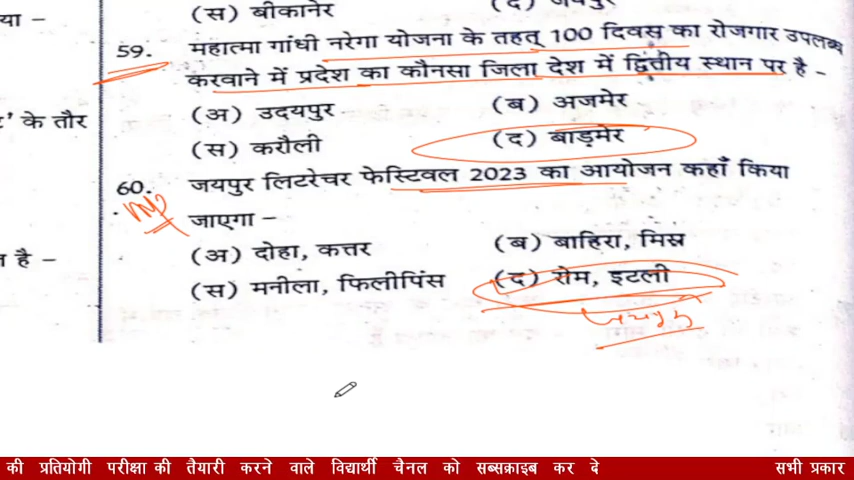 या –
(स) बीकानेर
59. महात्मा गांधी नरेगा योजना के तहत् 100 दिवस का रोजगार उपलब्ध
करवाने में प्रदेश का कौनसा जिला देश में द्वितीय स्थान पर है –
(अ) उदयपुर (ब) अजमेर
' के तौर
(स) करौली (द) बाड़मेर
60. जयपुर लिटरेचर फेस्टिवल 2023 का आयोजन कहाँ किया
जाएगा –
है – (अ) दोहा, कत्तर (ब) बाहिरा, मिस्र
(स) मनीला, फिलीपिंस (द) रोम, इटली
की प्रतियोगी परीक्षा की तैयारी करने वाले विद्यार्थी चैनल को सब्सक्राइब कर दे सभी प्रकार